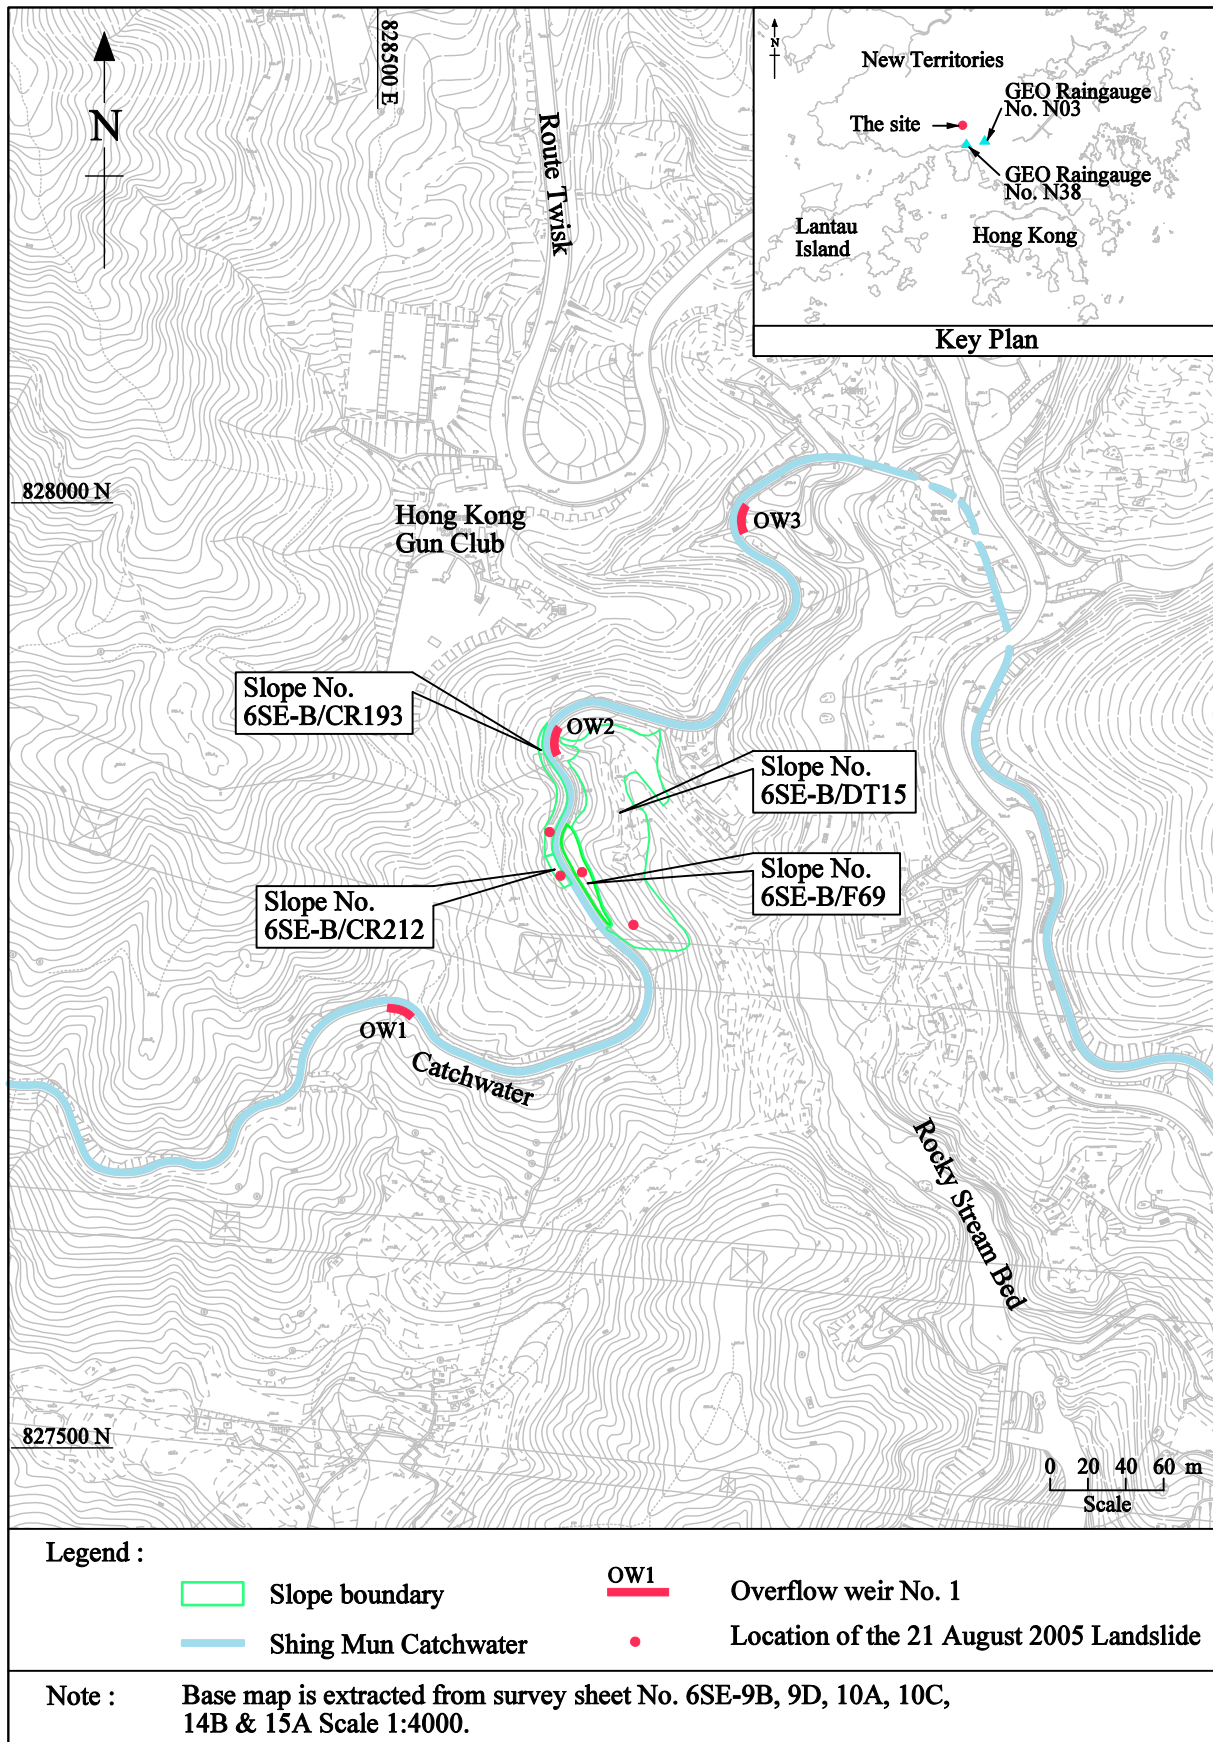 N
828500 E
Route Twisk
N
New Territories
GEO Raingauge
No. N03
The site
GEO Raingauge
No. N38
Lantau
Island
Hong Kong
Key Plan
828000 N
Hong Kong
Gun Club
OW3
Slope No.
6SE-B/CR193
OW2
Slope No.
6SE-B/DT15
Slope No.
6SE-B/F69
Slope No.
6SE-B/CR212
OW1
Catchwater
Rocky Stream Bed
827500 N
0 20 40 60 m
Scale
Legend :
Slope boundary
OW1
Overflow weir No. 1
Shing Mun Catchwater
Location of the 21 August 2005 Landslide
Note :
Base map is extracted from survey sheet No. 6SE-9B, 9D, 10A, 10C,
14B & 15A Scale 1:4000.